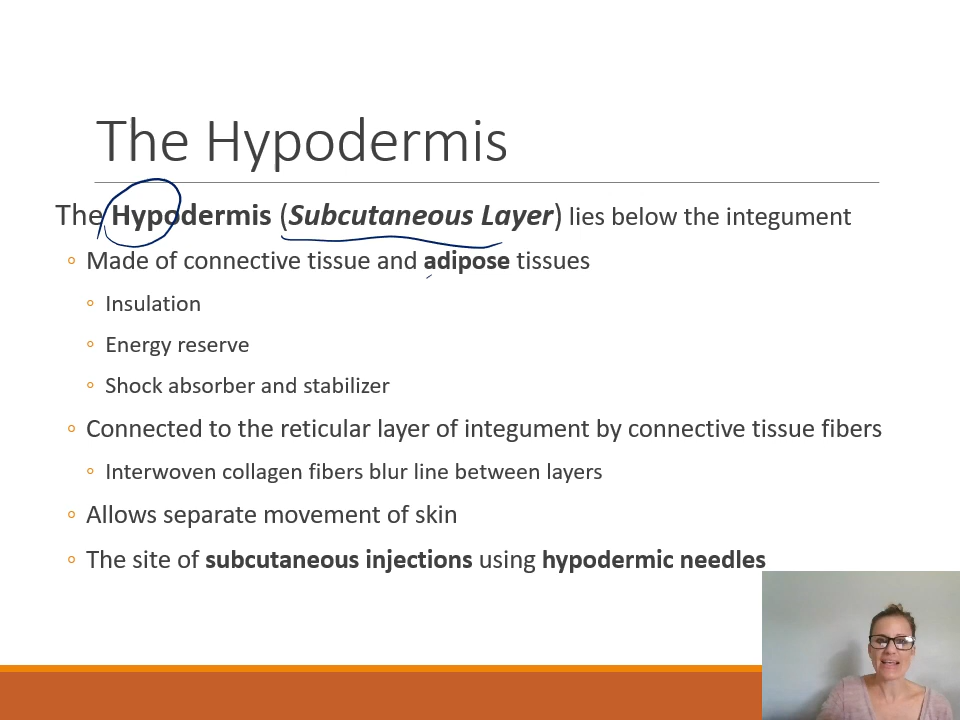 The Hypodermis
The Hypodermis (Subcutaneous Layer) lies below the integument
◦ Made of connective tissue and adipose tissues
◦ Insulation
◦ Energy reserve
◦ Shock absorber and stabilizer
◦ Connected to the reticular layer of integument by connective tissue fibers
◦ Interwoven collagen fibers blur line between layers
◦ Allows separate movement of skin
◦ The site of subcutaneous injections using hypodermic needles